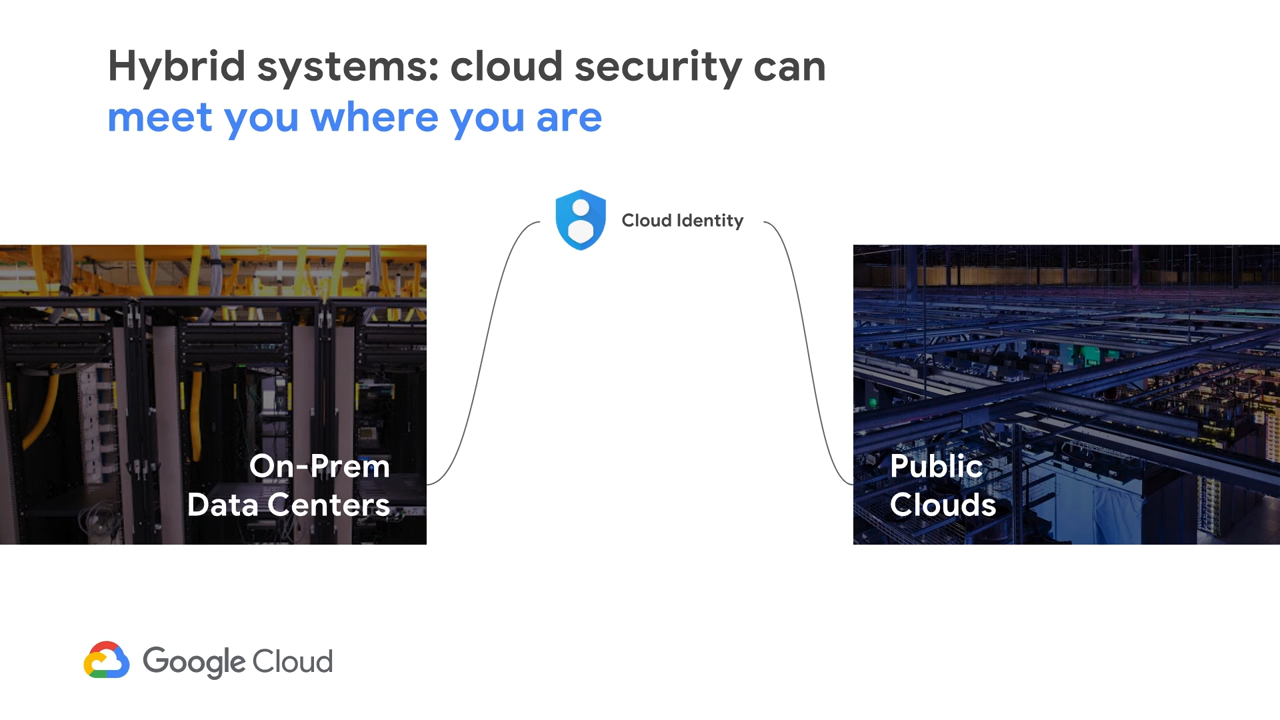 Hybrid systems: cloud security can
meet you where you are
Cloud Identity
On-Prem
Data Centers
Public
Clouds
Google Cloud